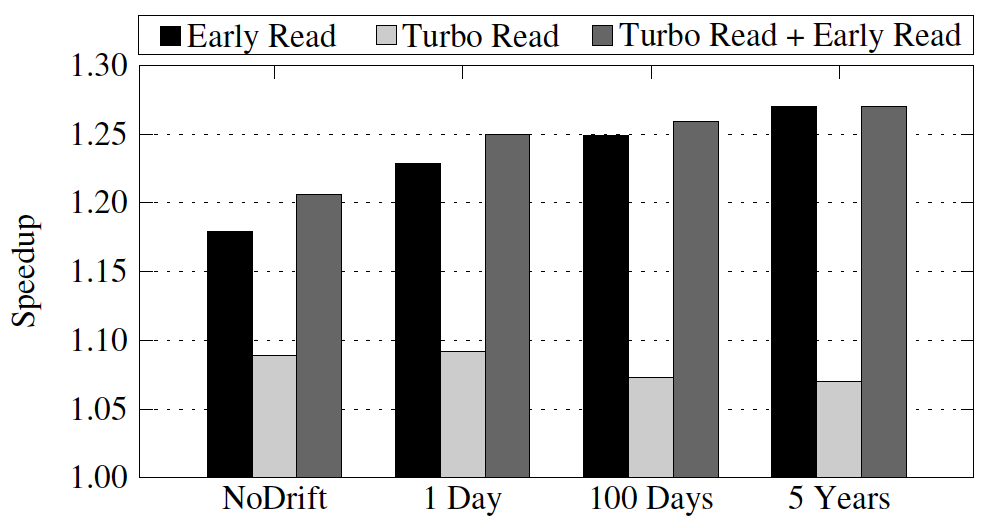 Early Read Turbo Read Turbo Read + Early Read
1.30
1.25
1.20
1.15
1.10
1.05
1.00
Speedup
NoDrift 1 Day 100 Days 5 Years